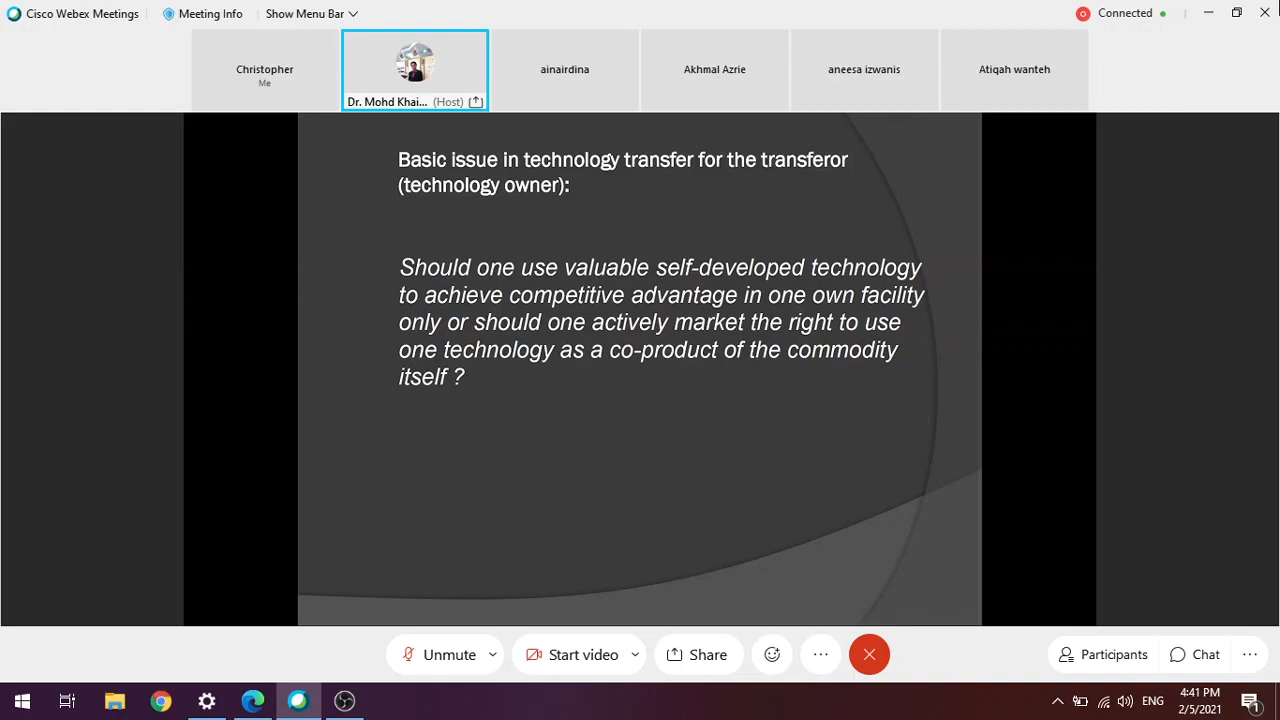 Cisco Webex Meetings
Meeting Info
Show Menu Bar
Connected
Christopher
Me
Dr. Mohd Khai... (Host)
ainairdina
Akhmal Azrie
aneesa izwanis
Atiqah wanteh
Basic issue in technology transfer for the transferor
(technology owner):
Should one use valuable self-developed technology
to achieve competitive advantage in one own facility
only or should one actively market the right to use
one technology as a co-product of the commodity
itself ?
Unmute
Start video
Share
Participants
Chat
ENG
4:41 PM
2/5/2021
1